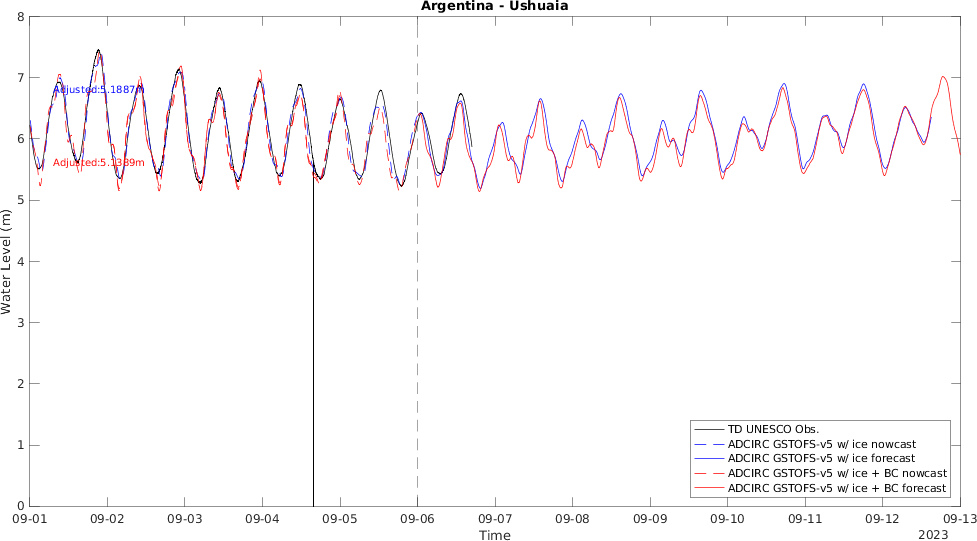 Argentina - Ushuaia
8
7
6
5
4
3
2
1
0
Water Level (m)
Adjusted:5.1887m
Adjusted:5.1389m
TD UNESCO Obs.
ADCIRC GSTOFS-v5 w/ ice nowcast
ADCIRC GSTOFS-v5 w/ ice forecast
ADCIRC GSTOFS-v5 w/ ice + BC nowcast
ADCIRC GSTOFS-v5 w/ ice + BC forecast
09-01 09-02 09-03 09-04 09-05 09-06 09-07 09-08 09-09 09-10 09-11 09-12 09-13
Time
2023